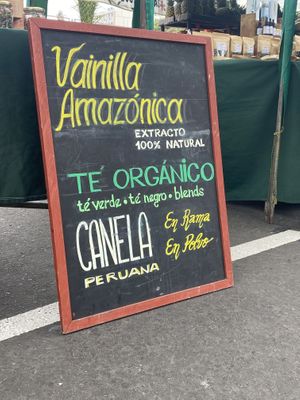 Vainilla
Amazónica
EXTRACTO
100% NATURAL
TÉ ORGÁNICO
té verde • té negro • blends
CANELA
PERUANA
En Rama
En Polvo